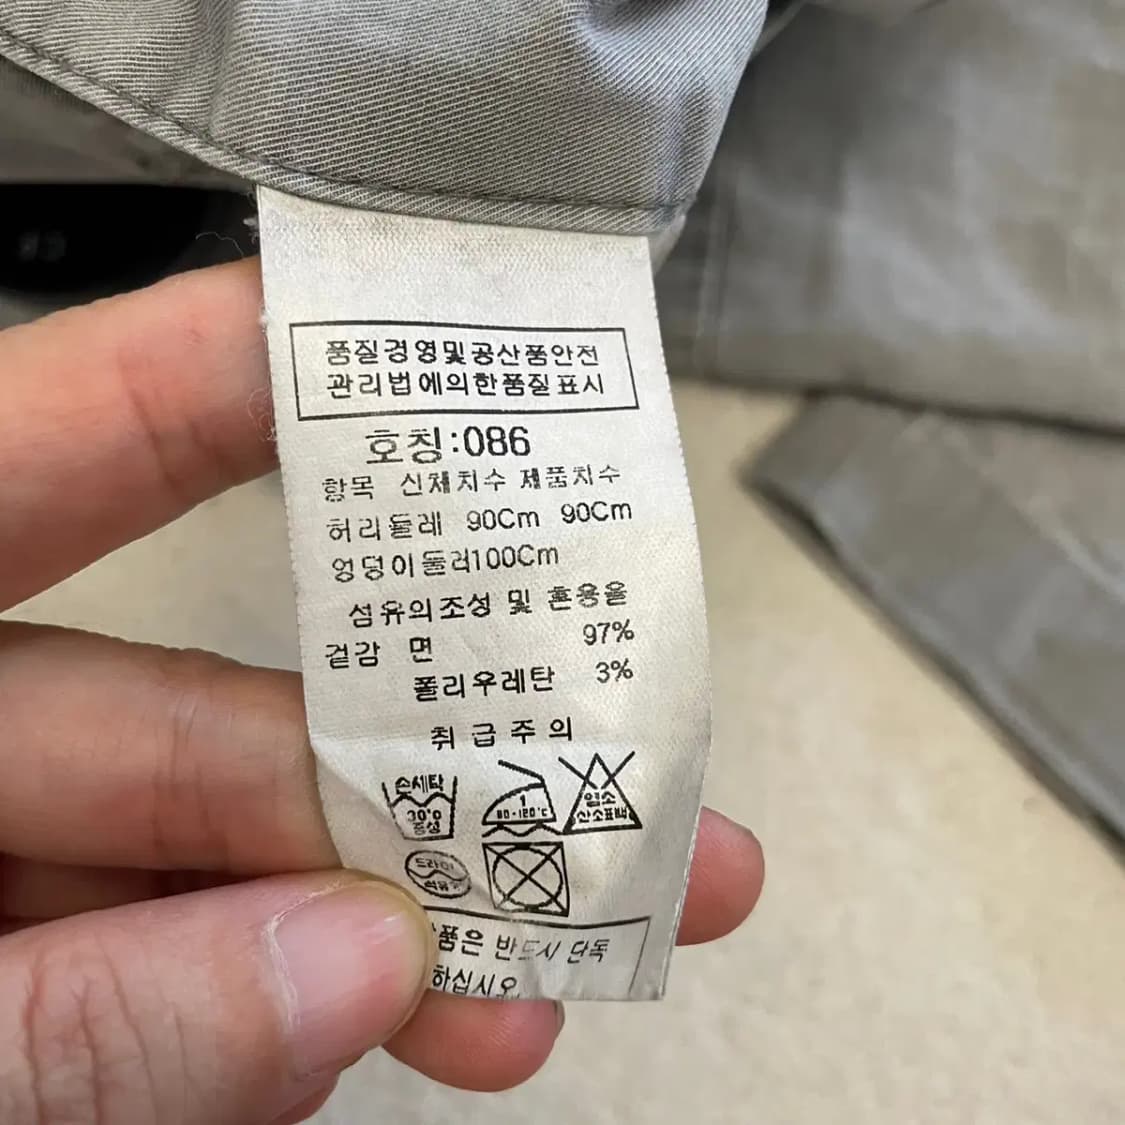 품질경영및공산품안전
관리법에의한품질표시
호칭:086
항목 신체치수 제품치수
허리둘레 90Cm 90Cm
엉덩이둘레100Cm
섬유의조성 및 혼용율
겉감 면 97%
폴리우레탄 3%
취급주의
손세탁
30°C
중성
1
80-120°C
염소
산소표백
드라이
석유계
품은 반드시 단독
하십시오.